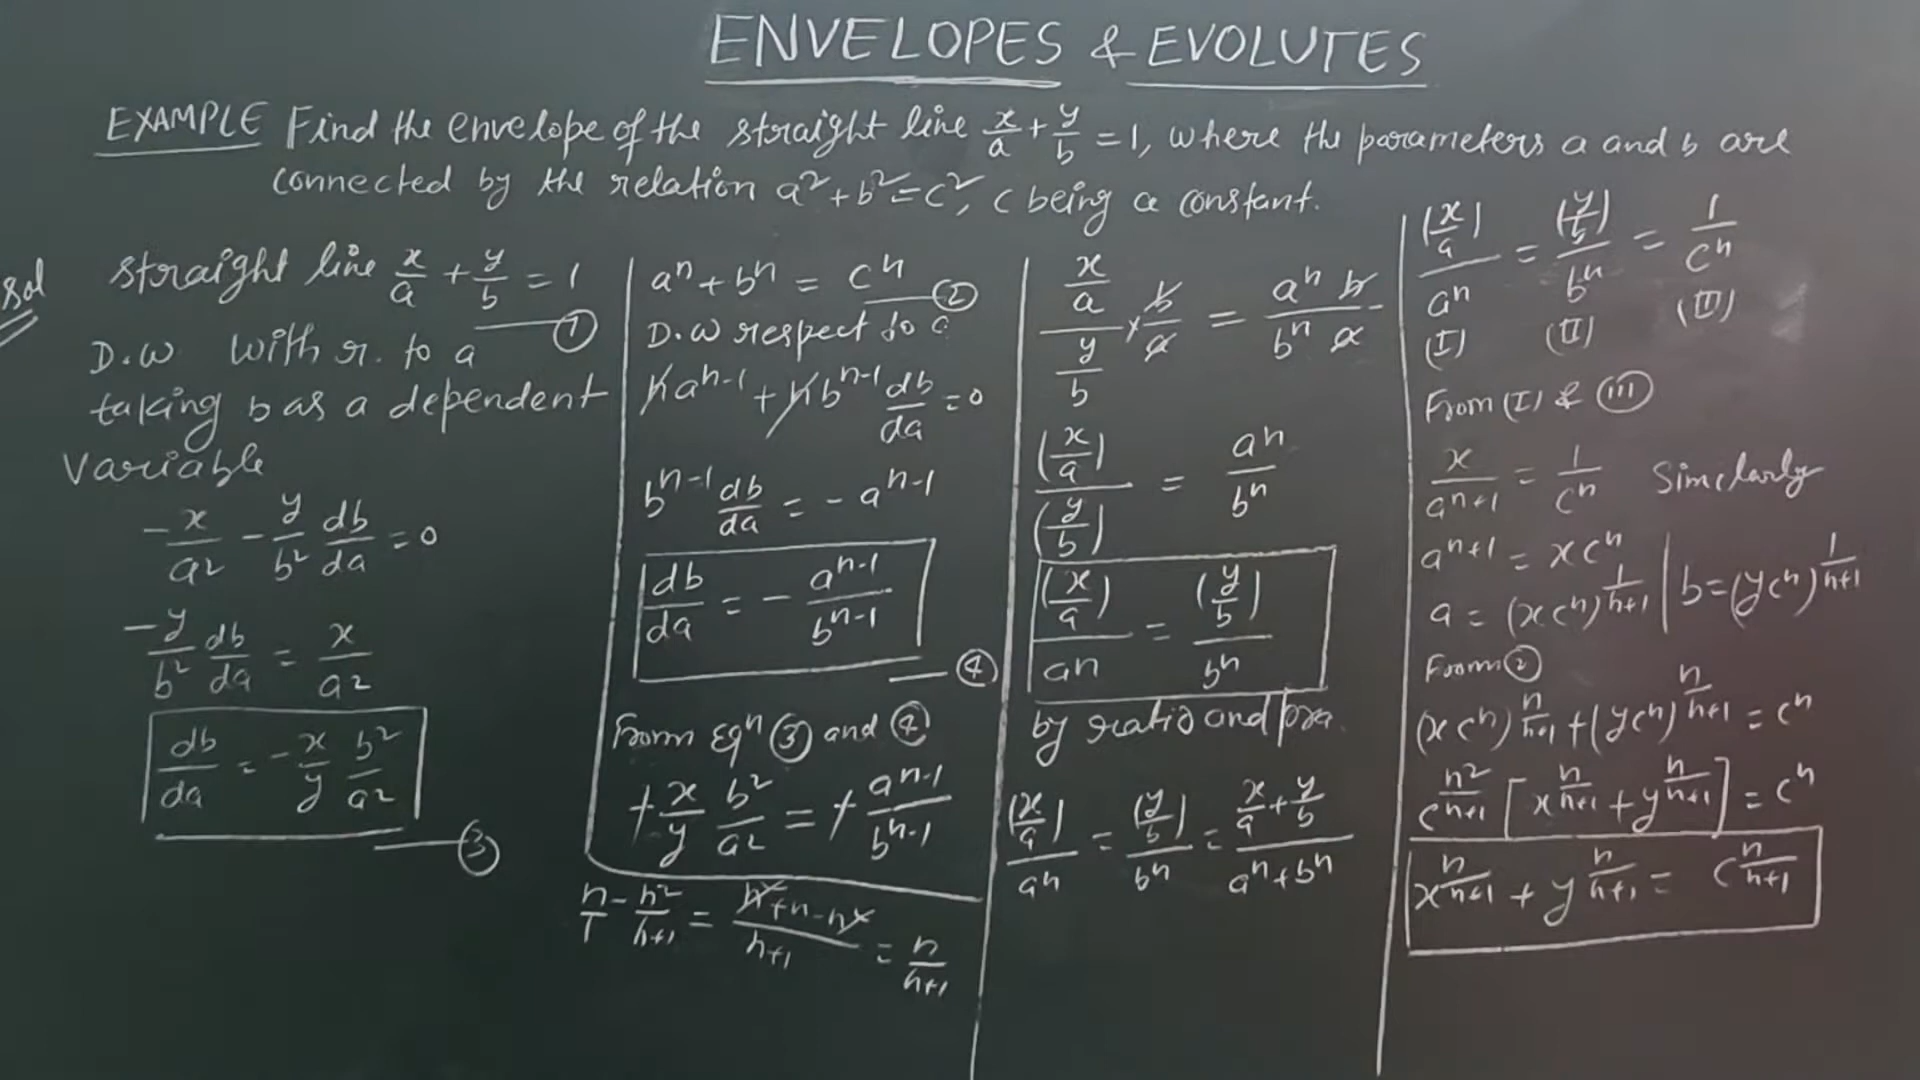 ENVELOPES & EVOLUTES
EXAMPLE Find the envelope of the straight line x/a + y/b = 1, where the parameters a and b are
connected by the relation a² + b² = c², c being a constant.
Sol straight line x/a + y/b = 1 ①
D.W with r. to a
taking b as a dependent
variable
-x/a² - y/b² db/da = 0
-y/b² db/da = x/a²
db/da = -x/y b²/a² ③
aⁿ + bⁿ = cⁿ ②
D.W respect to a
naⁿ⁻¹ + nbⁿ⁻¹ db/da = 0
bⁿ⁻¹ db/da = -aⁿ⁻¹
db/da = -aⁿ⁻¹/bⁿ⁻¹ ④
From Eqⁿ ③ and ④
+x/y b²/a² = +aⁿ⁻¹/bⁿ⁻¹
n/1 - n²/(n+1) = (n²+n-n²)/(n+1) = n/(n+1)
(x/a)/(y/b) × b/a = aⁿ b/bⁿ a
(x/a)/(y/b) = aⁿ/bⁿ
(x/a)/an = (y/b)/bⁿ
by ratio and pro.
(x/a)/aⁿ = (y/b)/bⁿ = (x/a + y/b)/(aⁿ + bⁿ)
(x/a)/aⁿ = (y/b)/bⁿ = 1/cⁿ
(I) (II) (III)
From (I) & (III)
x/aⁿ⁺¹ = 1/cⁿ Similarly
aⁿ⁺¹ = xcⁿ
a = (xcⁿ)^(1/(n+1)) | b = (ycⁿ)^(1/(n+1))
From ②
(xcⁿ)^(n/(n+1)) + (ycⁿ)^(n/(n+1)) = cⁿ
c^(n²/(n+1)) [x^(n/(n+1)) + y^(n/(n+1))] = cⁿ
x^(n/(n+1)) + y^(n/(n+1)) = c^(n/(n+1))